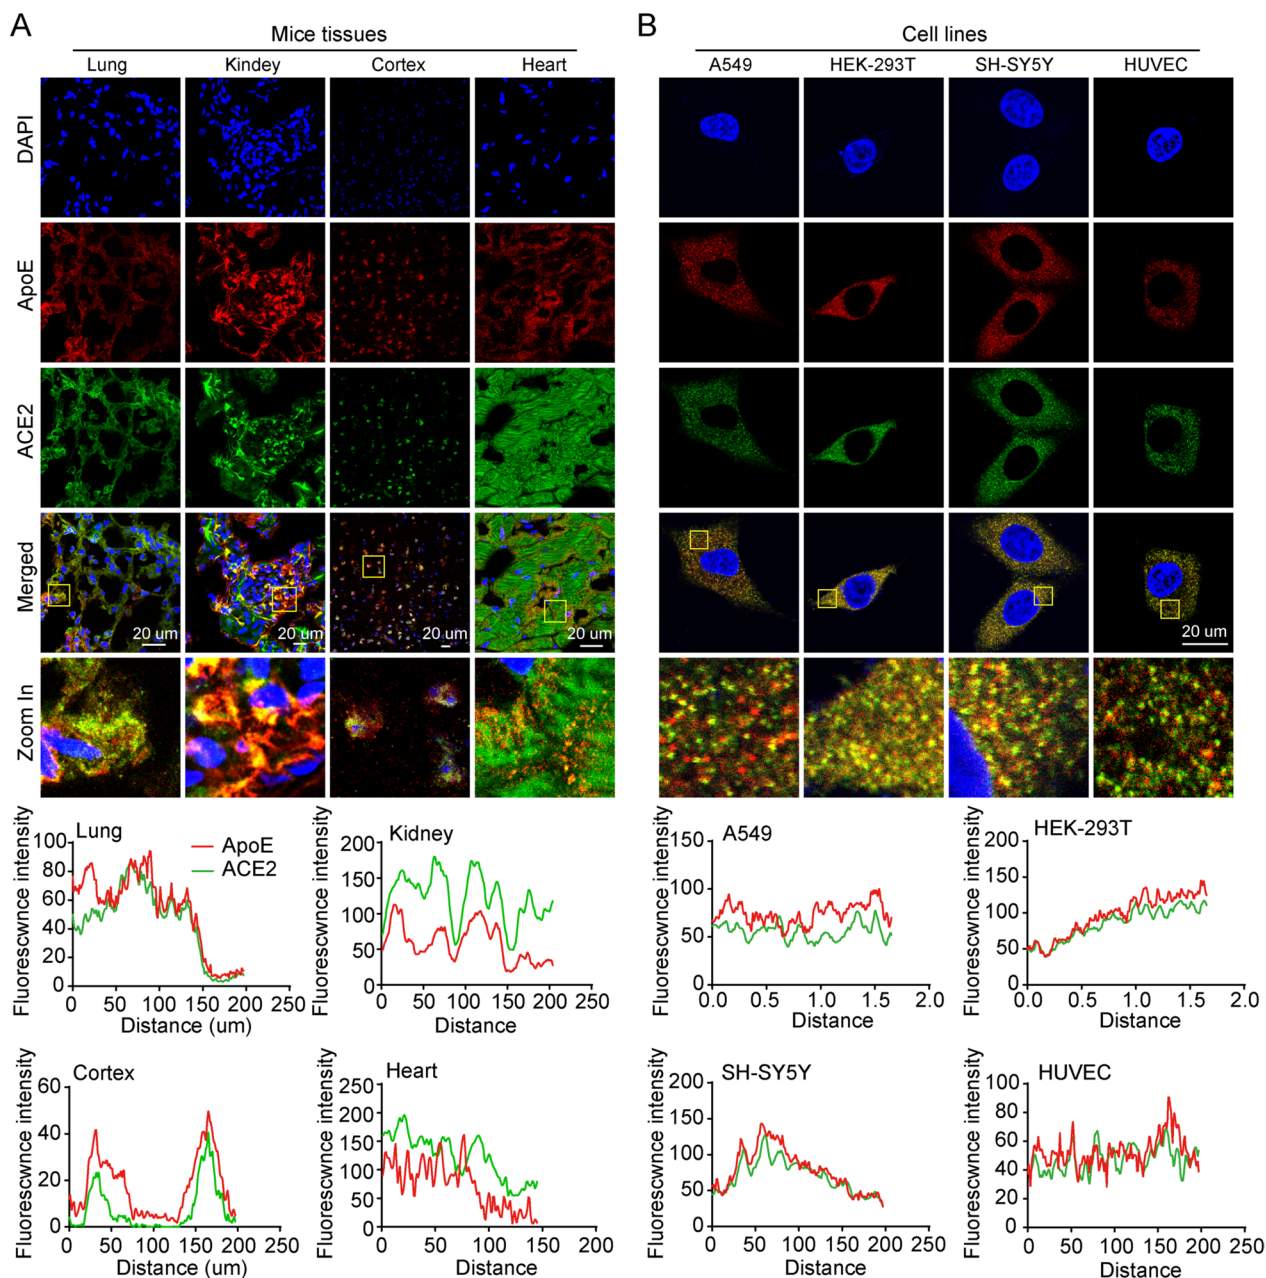 A
Mice tissues
Lung Kindey Cortex Heart
DAPI
ApoE
ACE2
Merged
20 um 20 um 20 um 20 um
Zoom In
B
Cell lines
A549 HEK-293T SH-SY5Y HUVEC
20 um
Lung
ApoE
ACE2
Fluorescwnce intensity
100
80
60
40
20
0
0 50 100 150 200 250
Distance (um)
Kidney
Fluorescwnce intensity
200
150
100
50
0
0 50 100 150 200 250
Distance
A549
Fluorescwnce intensity
150
100
50
0
0.0 0.5 1.0 1.5 2.0
Distance
HEK-293T
Fluorescwnce intensity
200
150
100
50
0
0.0 0.5 1.0 1.5 2.0
Distance
Cortex
Fluorescwnce intensity
60
40
20
0
0 50 100 150 200 250
Distance (um)
Heart
Fluorescwnce intensity
250
200
150
100
50
0
0 50 100 150 200
Distance
SH-SY5Y
Fluorescwnce intensity
200
150
100
50
0
0 50 100 150 200 250
Distance
HUVEC
Fluorescwnce intensity
100
80
60
40
20
0
0 50 100 150 200 250
Distance